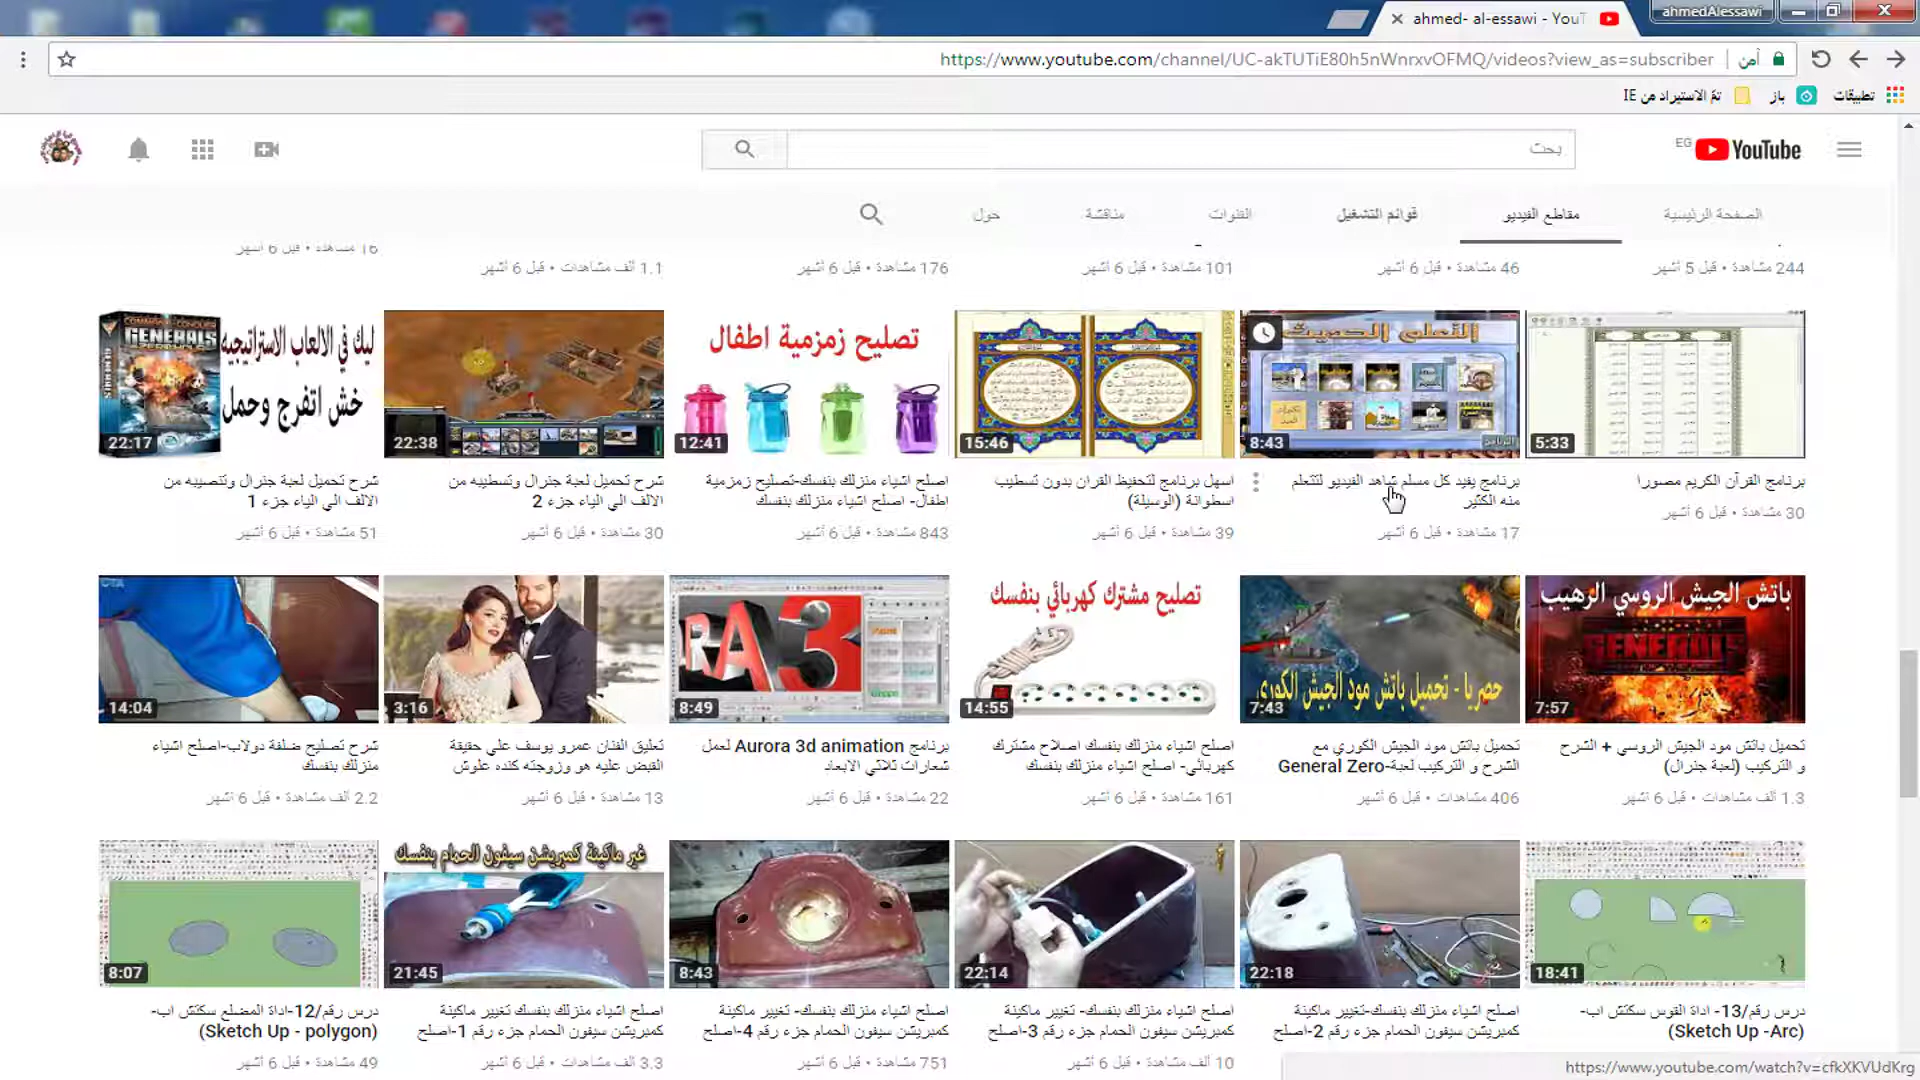 ahmed- al-essawi - YouT
ahmedAlessawi
https://www.youtube.com/channel/UC-akTUTiE80h5nWnrxvOFMQ/videos?view_as=subscriber
آمن
تطبيقات
باز
تم الاستيراد من IE
YouTube EG
بحث
الصفحة الرئيسية
مقاطع الفيديو
قوائم التشغيل
القنوات
مناقشة
حول
244 مشاهدة • قبل 5 أشهر
46 مشاهدة • قبل 6 أشهر
101 مشاهدة • قبل 6 أشهر
176 مشاهدة • قبل 6 أشهر
1.1 ألف مشاهدات • قبل 6 أشهر
16 مشاهدة • قبل 6 أشهر
5:33
برنامج القرآن الكريم مصورا
30 مشاهدة • قبل 6 أشهر
8:43
برنامج يفيد كل مسلم شاهد الفيديو لتتعلم
منه الكثير
17 مشاهدة • قبل 6 أشهر
15:46
اسهل برنامج لتحفيظ القران بدون تسطيب
اسطوانة (الوسيلة)
39 مشاهدة • قبل 6 أشهر
تصليح زمزمية اطفال
12:41
اصلح اشياء منزلك بنفسك-تصليح زمزمية
اطفال- اصلح اشياء منزلك بنفسك
843 مشاهدة • قبل 6 أشهر
22:38
شرح تحميل لعبة جنرال وتسطيبه من
الالف الي الياء جزء 2
30 مشاهدة • قبل 6 أشهر
GENERALS
ليك في الالعاب الاستراتيجيه
خش اتفرج وحمل
22:17
شرح تحميل لعبة جنرال وتنصيبه من
الالف الي الياء جزء 1
51 مشاهدة • قبل 6 أشهر
باتش الجيش الروسي الرهيب
GENERALS
7:57
تحميل باتش مود الجيش الروسي + الشرح
و التركيب (لعبة جنرال)
1.3 ألف مشاهدات • قبل 6 أشهر
حصريا - تحميل باتش مود الجيش الكوري
7:43
تحميل باتش مود الجيش الكوري مع
الشرح و التركيب لعبة-General Zero
406 مشاهدات • قبل 6 أشهر
تصليح مشترك كهربائي بنفسك
14:55
اصلح اشياء منزلك بنفسك اصلاح مشترك
كهربائي- اصلح اشياء منزلك بنفسك
161 مشاهدة • قبل 6 أشهر
RA 3
8:49
برنامج Aurora 3d animation لعمل
شعارات ثلاثي الابعاد
22 مشاهدة • قبل 6 أشهر
3:16
تعليق الفنان عمرو يوسف علي حقيقة
القبض عليه هو وزوجته كنده علوش
13 مشاهدة • قبل 6 أشهر
14:04
شرح تصليح ضلفة دولاب-اصلح اشياء
منزلك بنفسك
2.2 ألف مشاهدة • قبل 6 أشهر
18:41
درس رقم/13- اداة القوس سكتش اب-
(Sketch Up -Arc)
22:18
اصلح اشياء منزلك بنفسك-تغيير ماكينة
كمبريشن سيفون الحمام جزء رقم 2-اصلح
22:14
اصلح اشياء منزلك بنفسك- تغيير ماكينة
كمبريشن سيفون الحمام جزء رقم 3-اصلح
10 ألف مشاهدة • قبل 6 أشهر
8:43
اصلح اشياء منزلك بنفسك- تغيير ماكينة
كمبريشن سيفون الحمام جزء رقم 4-اصلح
751 مشاهدة • قبل 6 أشهر
غير ماكينة كمبريشن سيفون الحمام بنفسك
21:45
اصلح اشياء منزلك بنفسك تغيير ماكينة
كمبريشن سيفون الحمام جزء رقم 1-اصلح
3.3 ألف مشاهدة • قبل 6 أشهر
8:07
درس رقم/12-اداة المضلع سكتش اب-
(Sketch Up - polygon)
49 مشاهدة • قبل 6 أشهر
https://www.youtube.com/watch?v=cfkXKVUdKrg